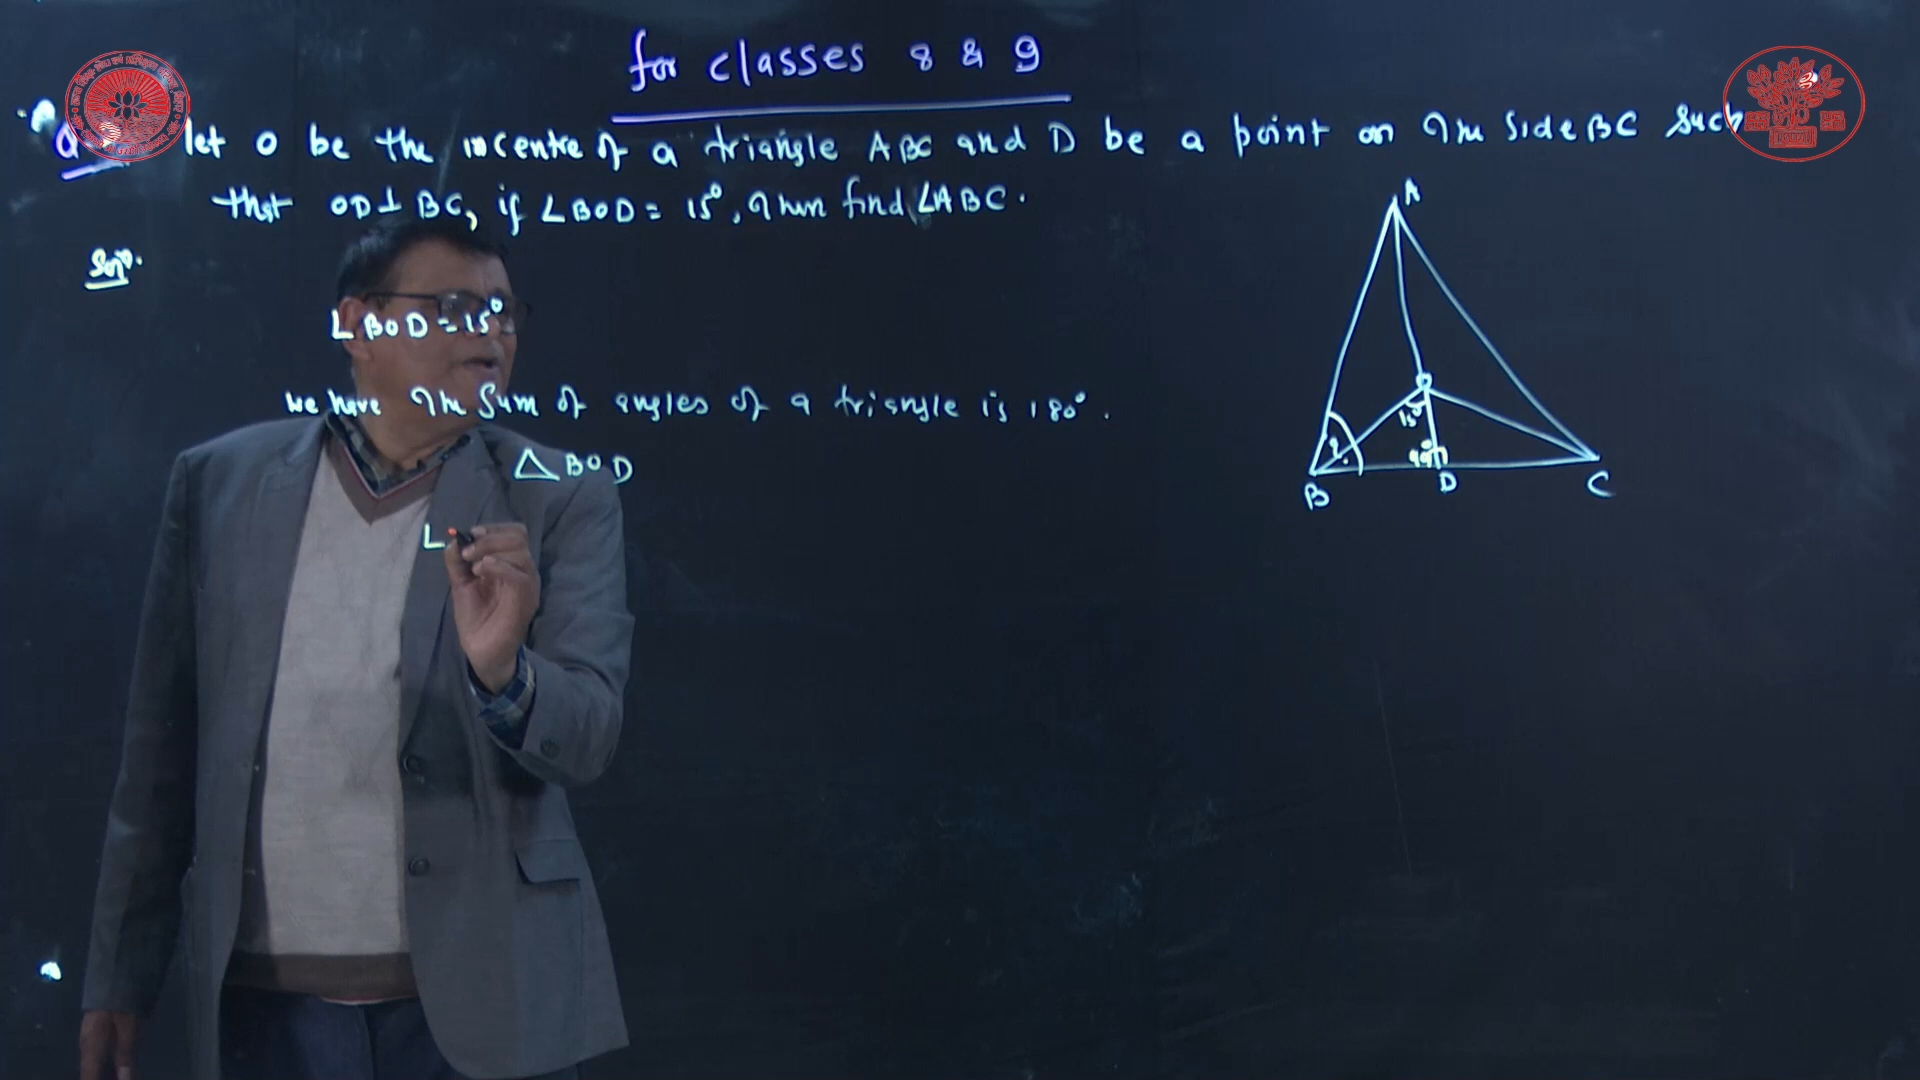 for classes 8 & 9
Q let O be the incentre of a triangle ABC and D be a point on the side BC such
that OD ⊥ BC, if ∠BOD = 15°, then find ∠ABC.
Solⁿ.
∠BOD = 15°
we have the sum of angles of a triangle is 180°.
△BOD
∠
A
O
15°
?
90°
B
D
C